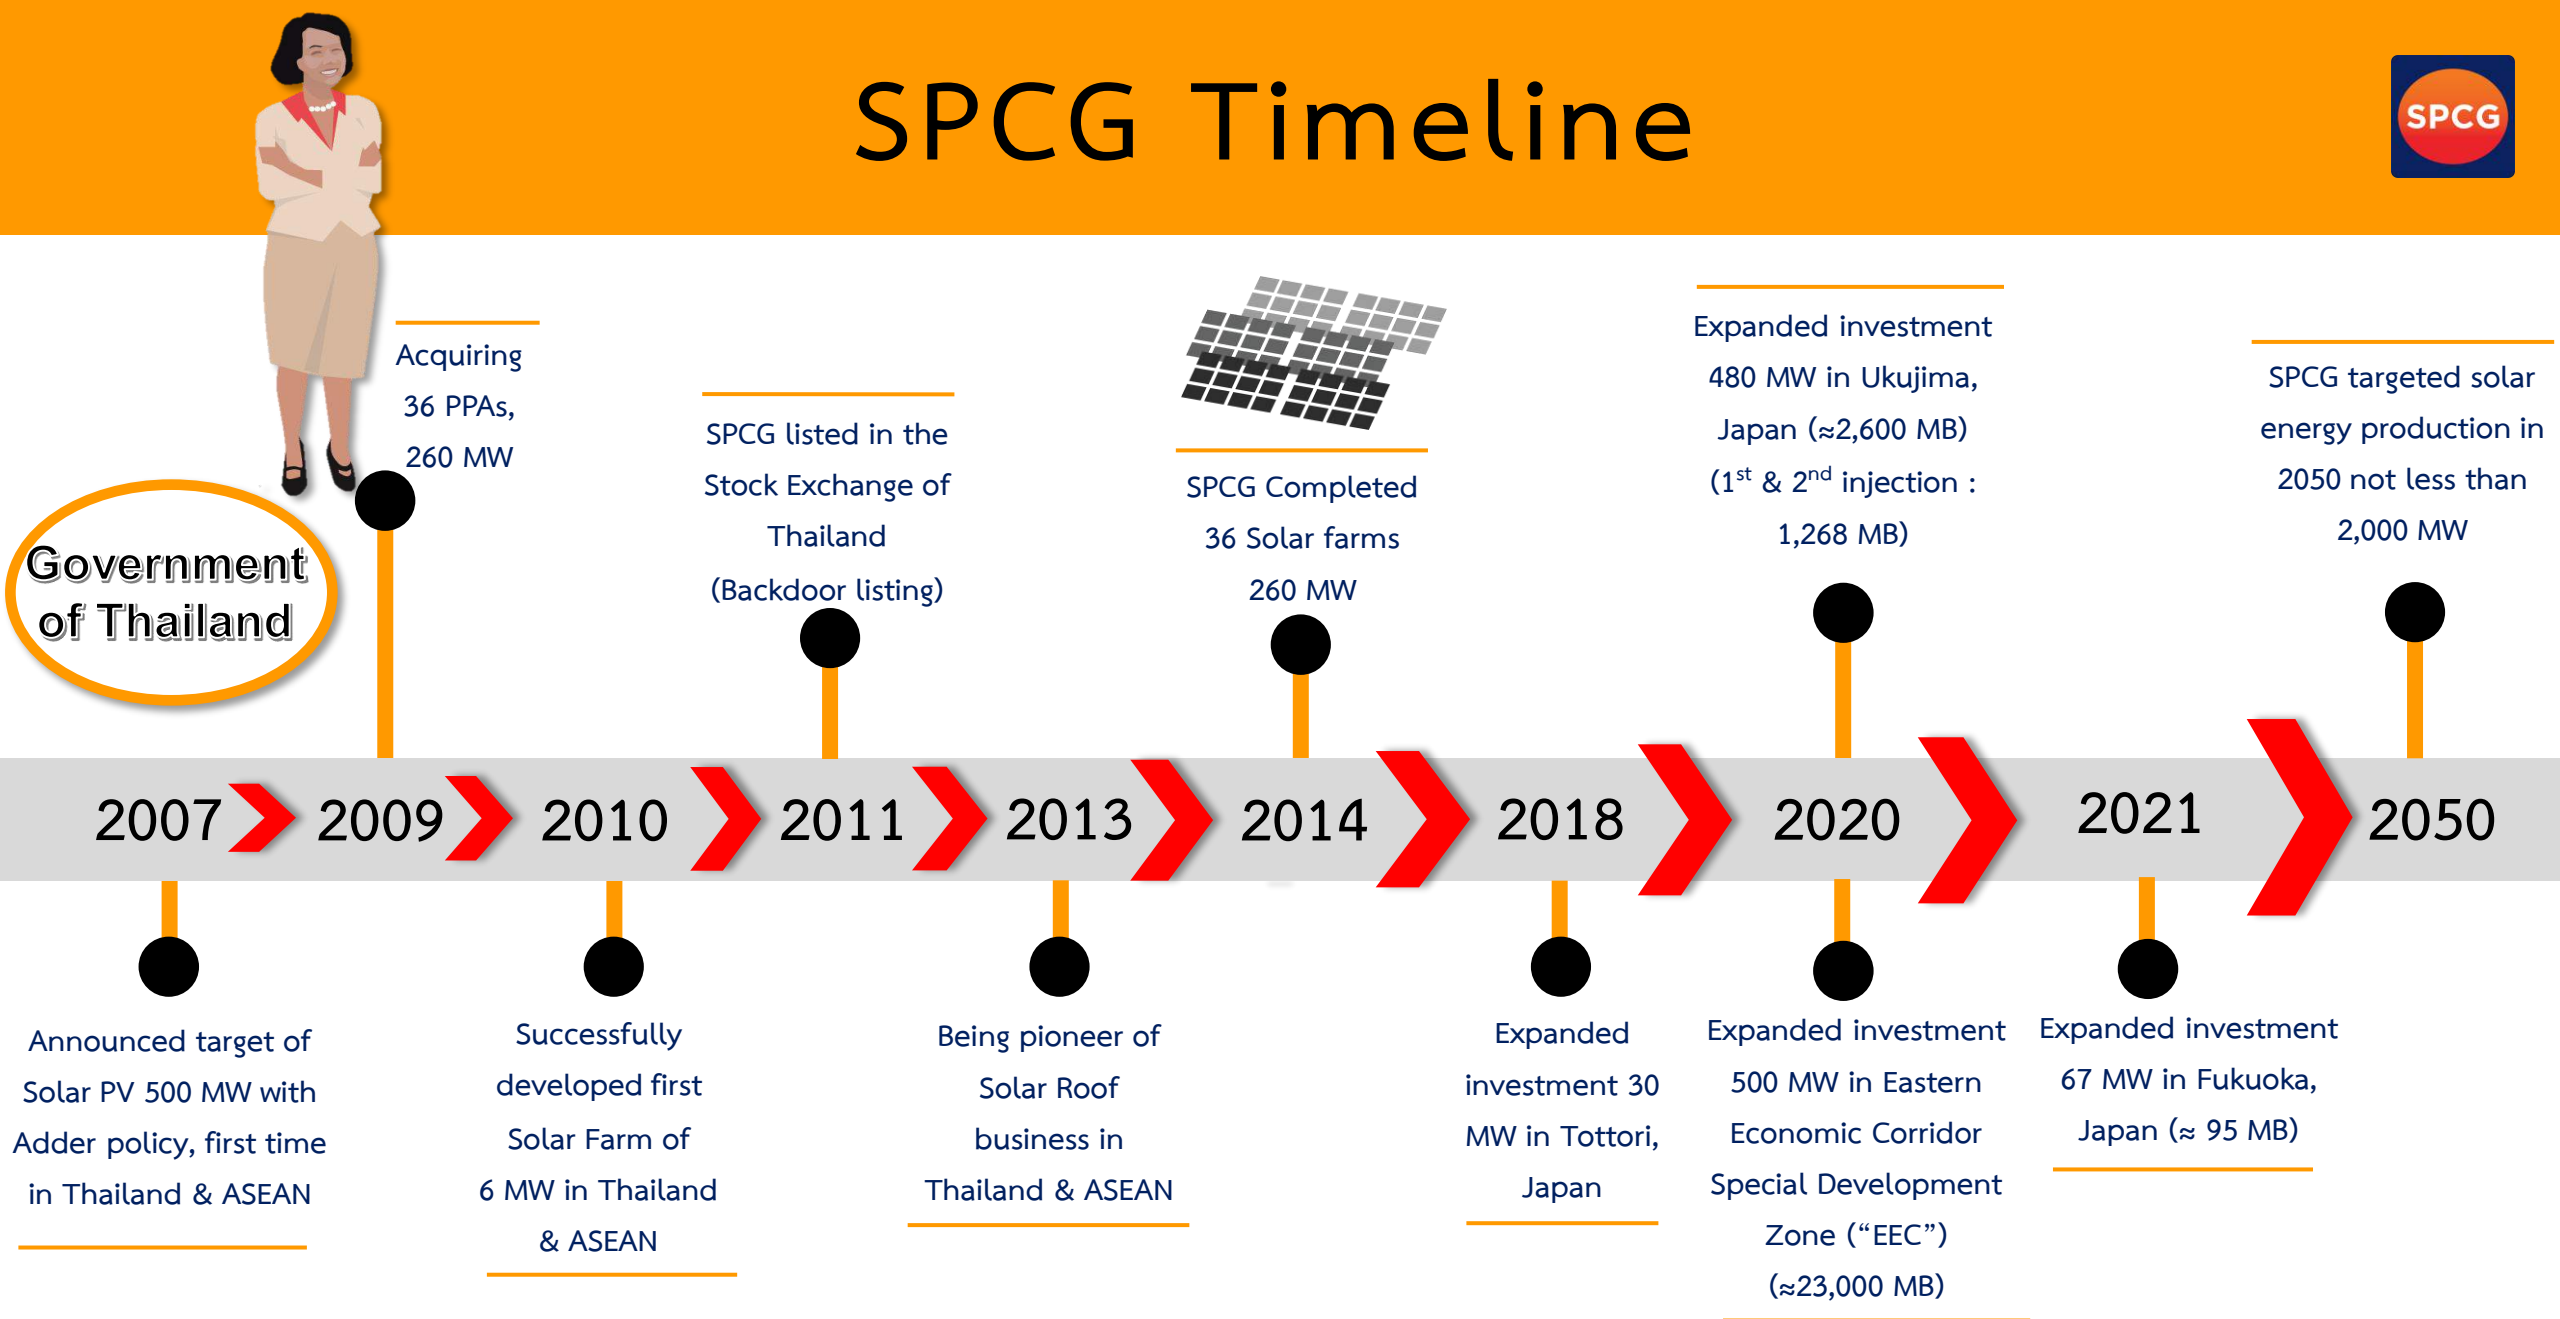 SPCG Timeline
SPCG
Acquiring
36 PPAs,
260 MW
SPCG listed in the
Stock Exchange of
Thailand
(Backdoor listing)
SPCG Completed
36 Solar farms
260 MW
Expanded investment
480 MW in Ukujima,
Japan (≈2,600 MB)
(1st & 2nd injection :
1,268 MB)
SPCG targeted solar
energy production in
2050 not less than
2,000 MW
Government
of Thailand
2007
2009
2010
2011
2013
2014
2018
2020
2021
2050
Announced target of
Solar PV 500 MW with
Adder policy, first time
in Thailand & ASEAN
Successfully
developed first
Solar Farm of
6 MW in Thailand
& ASEAN
Being pioneer of
Solar Roof
business in
Thailand & ASEAN
Expanded
investment 30
MW in Tottori,
Japan
Expanded investment
500 MW in Eastern
Economic Corridor
Special Development
Zone (“EEC”)
(≈23,000 MB)
Expanded investment
67 MW in Fukuoka,
Japan (≈ 95 MB)